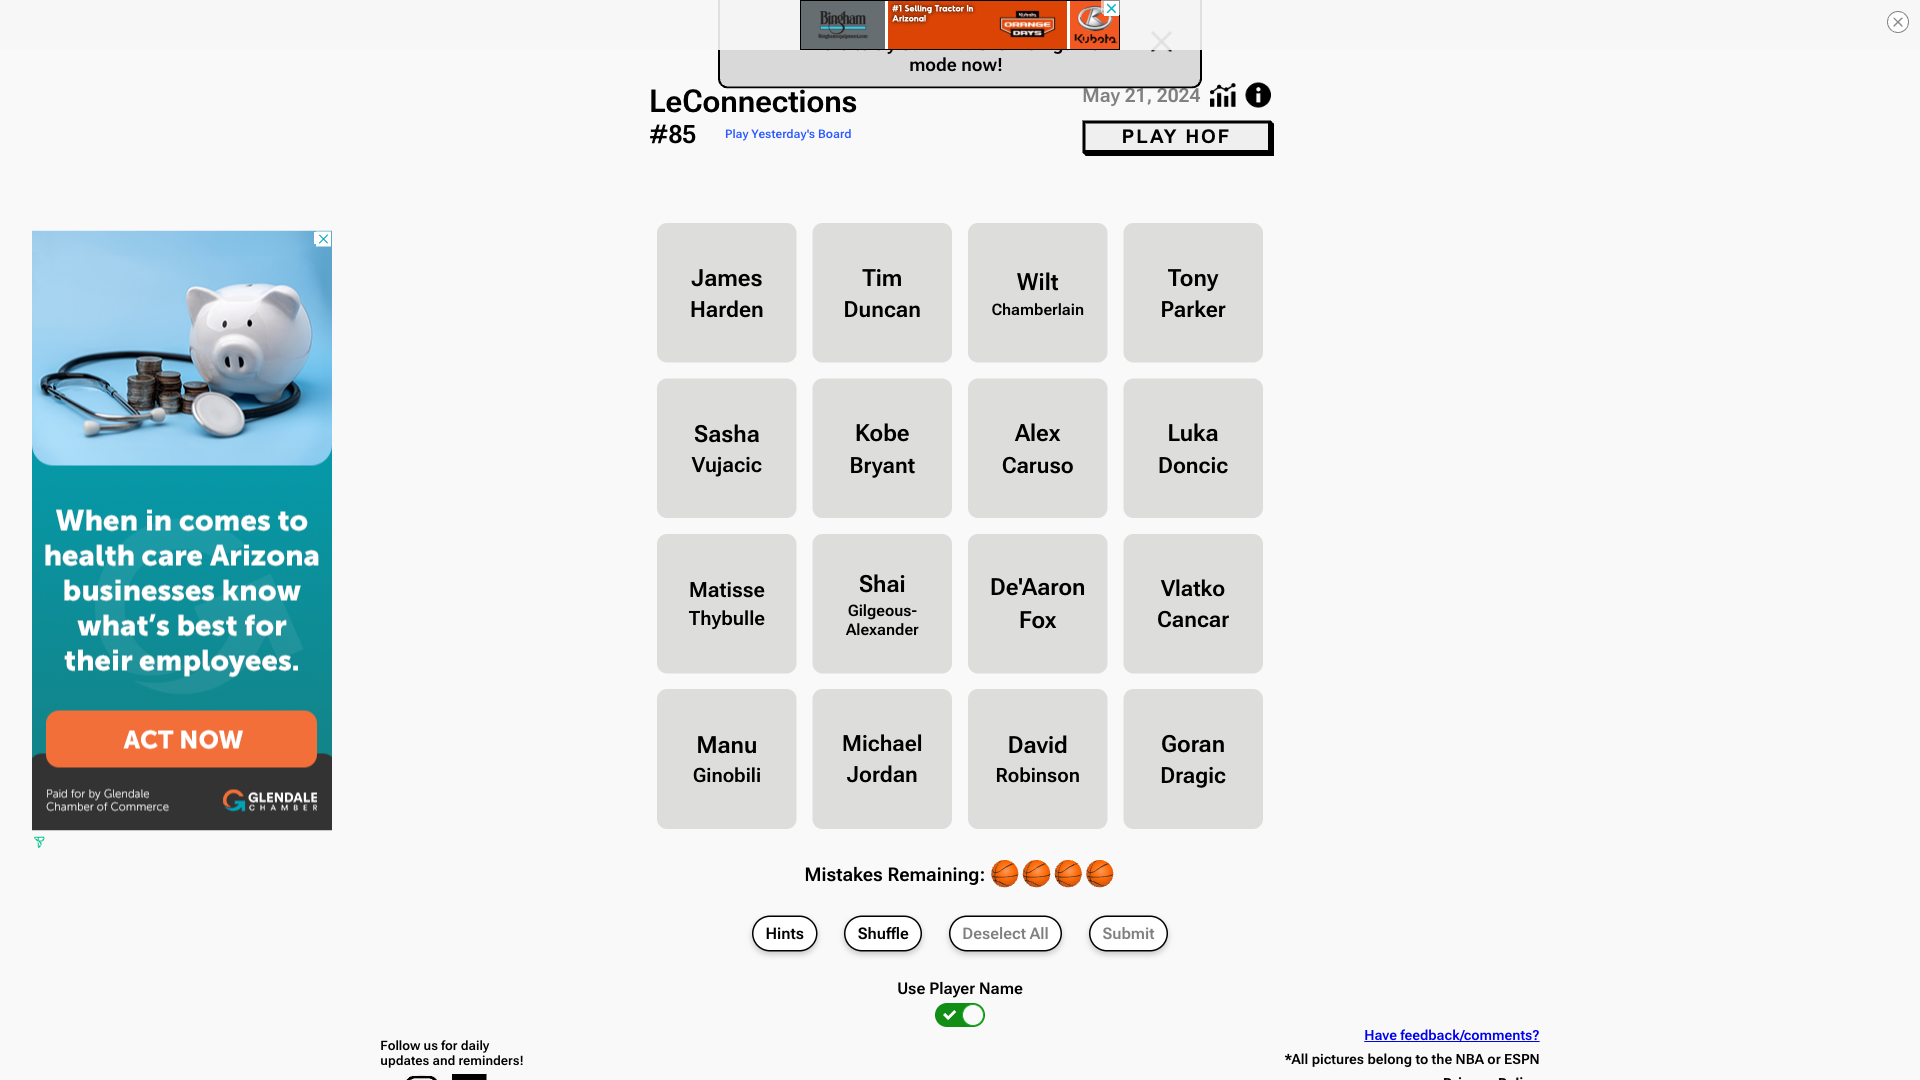 Bingham
#1 Selling Tractor In
Arizona!
Kubota
ORANGE
DAYS
Kubota
mode now!
LeConnections
May 21, 2024
#85
Play Yesterday's Board
PLAY HOF
James
Harden
Tim
Duncan
Wilt
Chamberlain
Tony
Parker
Sasha
Vujacic
Kobe
Bryant
Alex
Caruso
Luka
Doncic
Matisse
Thybulle
Shai
Gilgeous-
Alexander
De'Aaron
Fox
Vlatko
Cancar
Manu
Ginobili
Michael
Jordan
David
Robinson
Goran
Dragic
When in comes to
health care Arizona
businesses know
what's best for
their employees.
ACT NOW
Paid for by Glendale
Chamber of Commerce
GLENDALE
CHAMBER
Mistakes Remaining:
Hints
Shuffle
Deselect All
Submit
Use Player Name
Follow us for daily
updates and reminders!
Have feedback/comments?
*All pictures belong to the NBA or ESPN